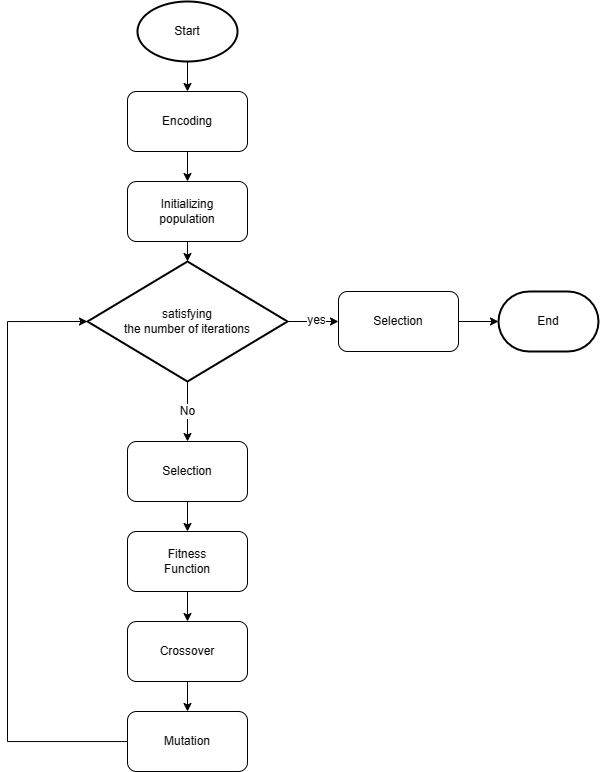 Start
Encoding
Initializing
population
satisfying
the number of iterations
yes
Selection
End
No
Selection
Fitness
Function
Crossover
Mutation